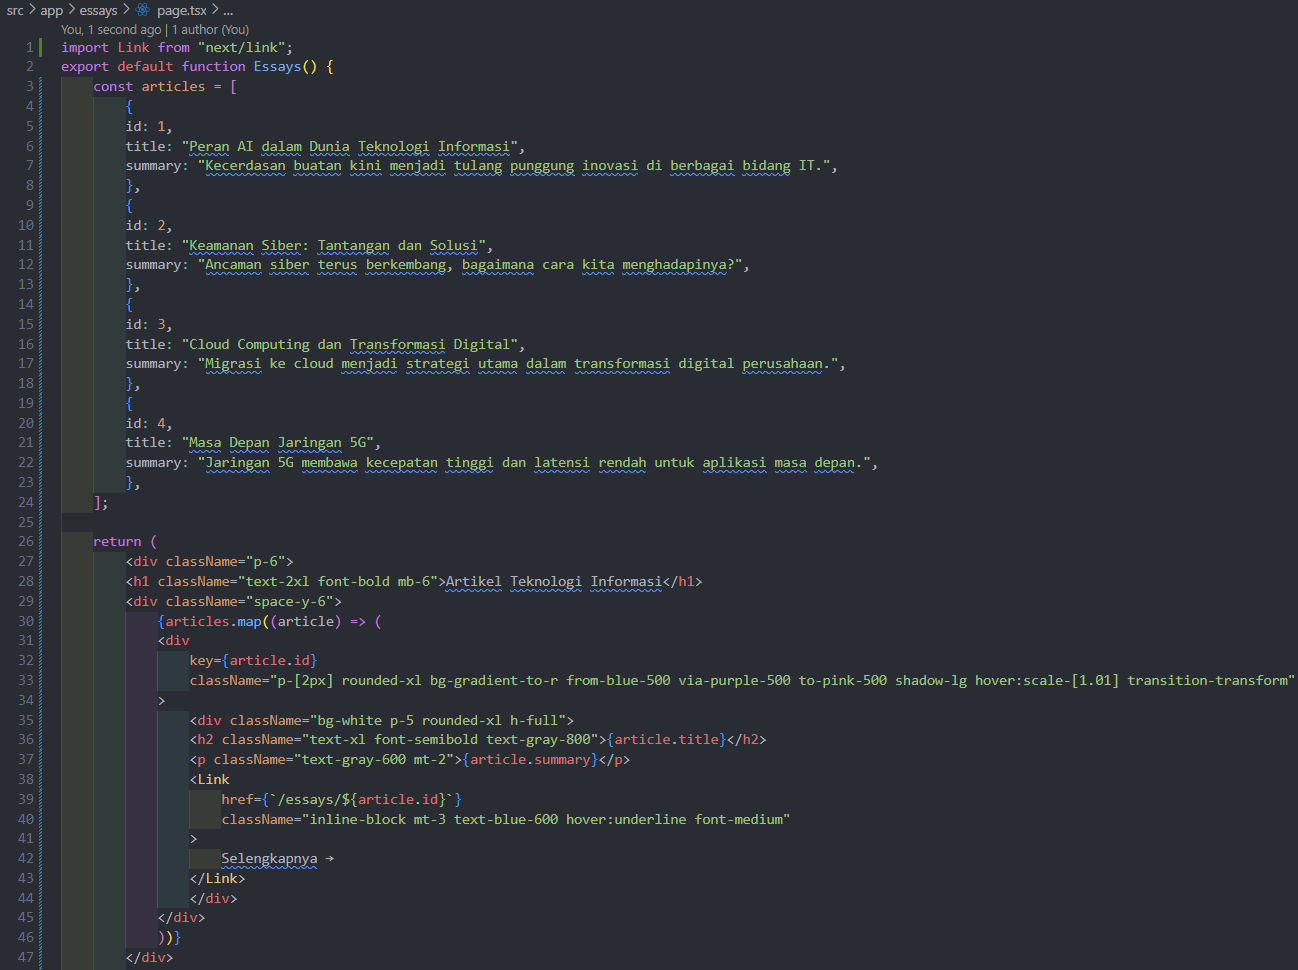 src > app > essays > page.tsx > ...
You, 1 second ago | 1 author (You)
1 import Link from "next/link";
2 export default function Essays() {
3 const articles = [
4 {
5 id: 1,
6 title: "Peran AI dalam Dunia Teknologi Informasi",
7 summary: "Kecerdasan buatan kini menjadi tulang punggung inovasi di berbagai bidang IT.",
8 },
9 {
10 id: 2,
11 title: "Keamanan Siber: Tantangan dan Solusi",
12 summary: "Ancaman siber terus berkembang, bagaimana cara kita menghadapinya?",
13 },
14 {
15 id: 3,
16 title: "Cloud Computing dan Transformasi Digital",
17 summary: "Migrasi ke cloud menjadi strategi utama dalam transformasi digital perusahaan.",
18 },
19 {
20 id: 4,
21 title: "Masa Depan Jaringan 5G",
22 summary: "Jaringan 5G membawa kecepatan tinggi dan latensi rendah untuk aplikasi masa depan.",
23 },
24 ];
25
26 return (
27 <div className="p-6">
28 <h1 className="text-2xl font-bold mb-6">Artikel Teknologi Informasi</h1>
29 <div className="space-y-6">
30 {articles.map((article) => (
31 <div
32 key={article.id}
33 className="p-[2px] rounded-xl bg-gradient-to-r from-blue-500 via-purple-500 to-pink-500 shadow-lg hover:scale-[1.01] transition-transform"
34 >
35 <div className="bg-white p-5 rounded-xl h-full">
36 <h2 className="text-xl font-semibold text-gray-800">{article.title}</h2>
37 <p className="text-gray-600 mt-2">{article.summary}</p>
38 <Link
39 href={`/essays/${article.id}`}
40 className="inline-block mt-3 text-blue-600 hover:underline font-medium"
41 >
42 Selengkapnya →
43 </Link>
44 </div>
45 </div>
46 ))}
47 </div>